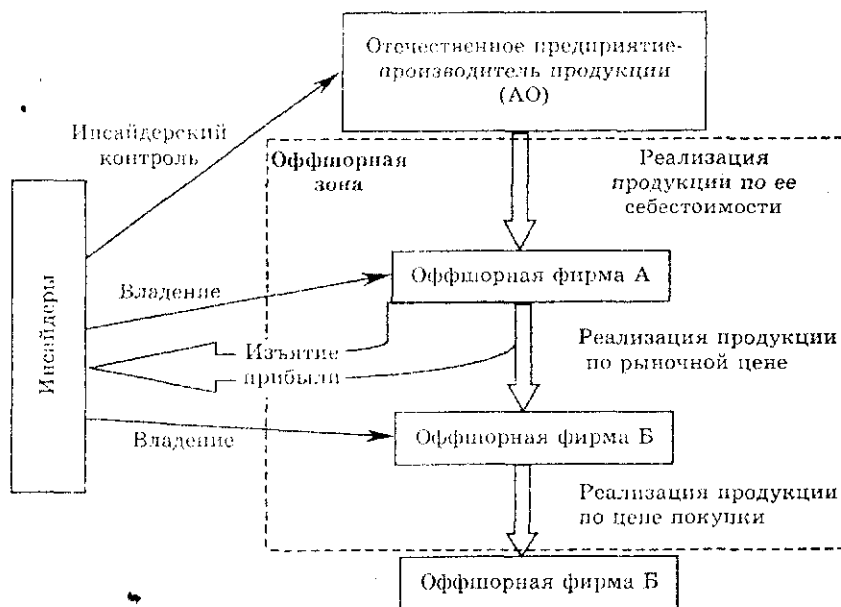 Отечественное предприятие-
производитель продукции
(АО)
Инсайдерский
контроль
Оффшорная
зона
Реализация
продукции по ее
себестоимости
Инсайдеры
Владение
Оффшорная фирма А
Изъятие
прибыли
Реализация продукции
по рыночной цене
Владение
Оффшорная фирма Б
Реализация продукции
по цене покупки
Оффшорная фирма Б